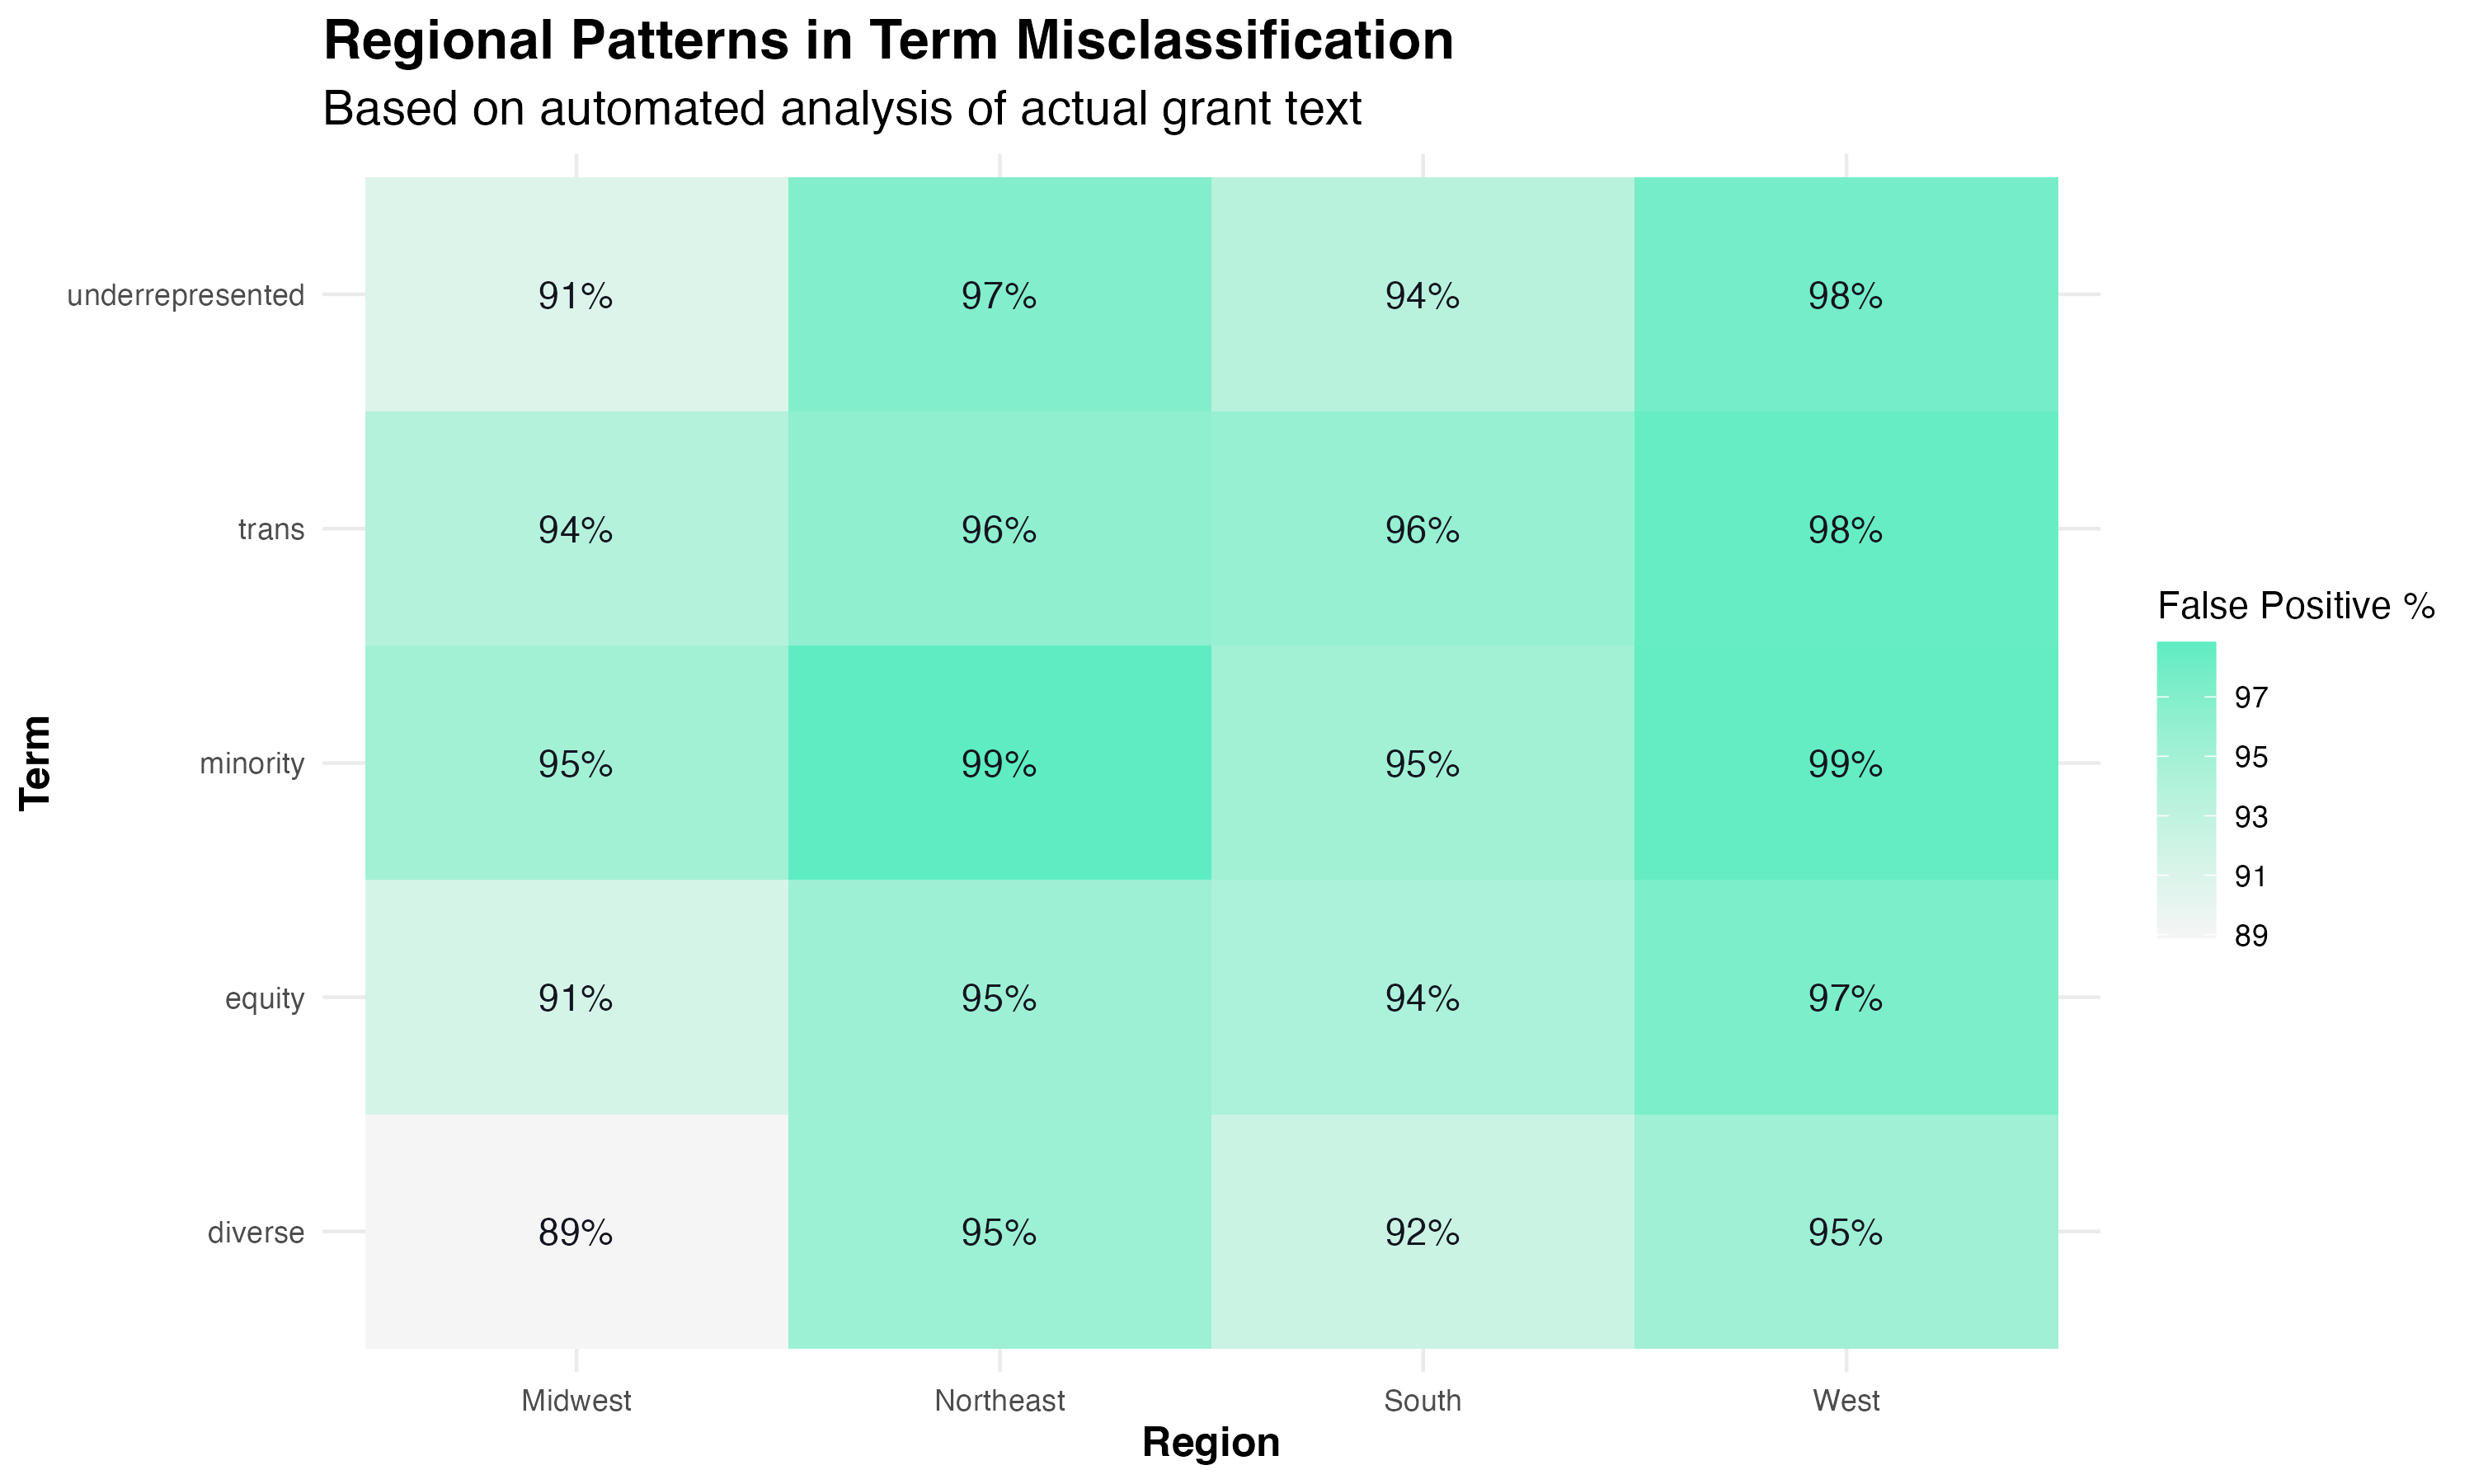 Regional Patterns in Term Misclassification
Based on automated analysis of actual grant text
underrepresented 91% 97% 94% 98%
trans 94% 96% 96% 98%
minority 95% 99% 95% 99%
equity 91% 95% 94% 97%
diverse 89% 95% 92% 95%
Term
Midwest Northeast South West
Region
False Positive %
97
95
93
91
89